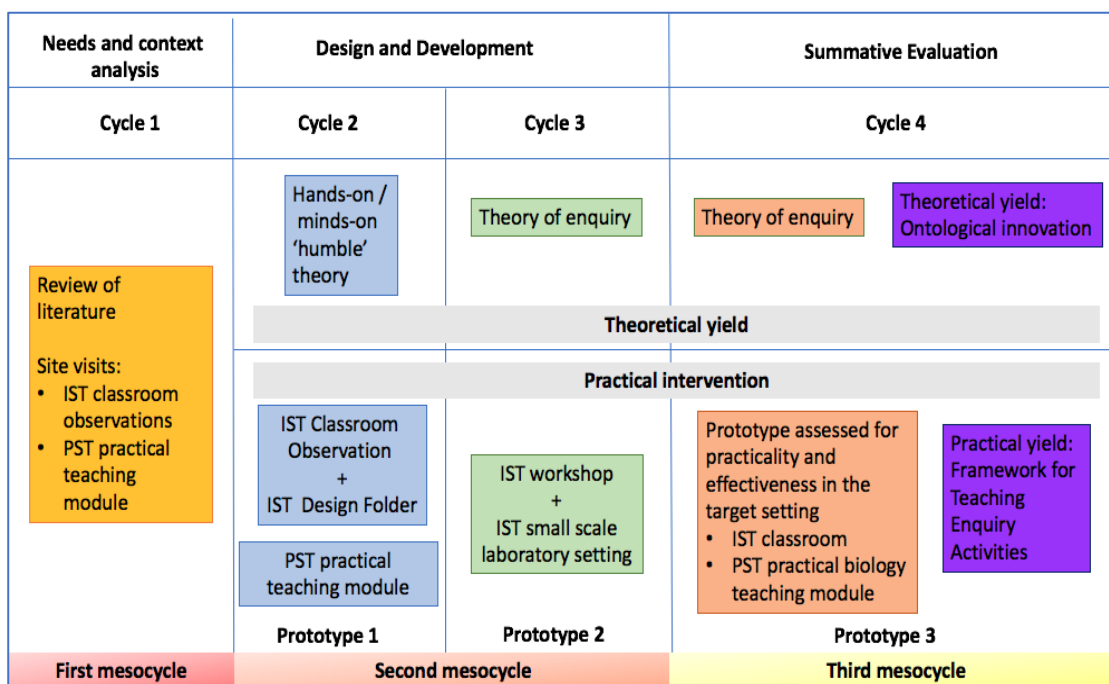 Needs and context
analysis
Design and Development
Summative Evaluation
Cycle 1
Cycle 2
Cycle 3
Cycle 4
Hands-on /
minds-on
‘humble’
theory
Theory of enquiry
Theory of enquiry
Theoretical yield:
Ontological innovation
Review of
literature
Site visits:
• IST classroom
observations
• PST practical
teaching
module
Theoretical yield
Practical intervention
IST Classroom
Observation
+
IST Design Folder
PST practical
teaching module
IST workshop
+
IST small scale
laboratory setting
Prototype assessed for
practicality and
effectiveness in the
target setting
• IST classroom
• PST practical biology
teaching module
Practical yield:
Framework for
Teaching
Enquiry
Activities
Prototype 1
Prototype 2
Prototype 3
First mesocycle
Second mesocycle
Third mesocycle